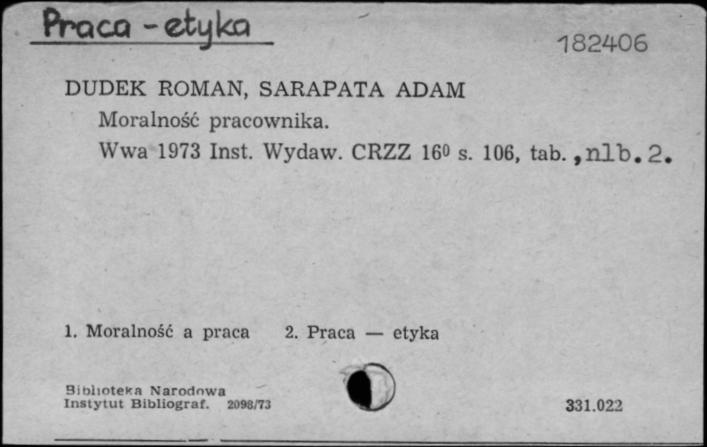 Praca - etyka
182406
DUDEK ROMAN, SARAPATA ADAM
Moralność pracownika.
Wwa 1973 Inst. Wydaw. CRZZ 16⁰ s. 106, tab. , nlb. 2.
1. Moralność a praca 2. Praca — etyka
Biblioteka Narodowa
Instytut Bibliograf. 2098/73
331.022